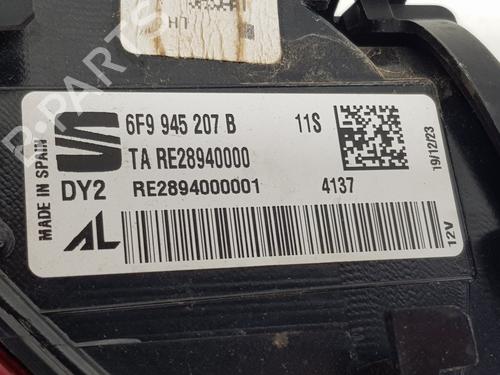 MADE IN SPAIN
6F9 945 207 B 11S
TA RE28940000
DY2 RE2894000001 4137
AL
19/12/23
12V
B-PARTS